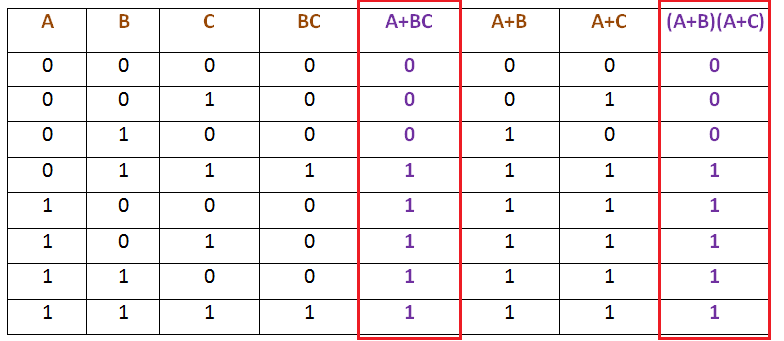 A B C BC A+BC A+B A+C (A+B)(A+C)
0 0 0 0 0 0 0 0
0 0 1 0 0 0 1 0
0 1 0 0 0 1 0 0
0 1 1 1 1 1 1 1
1 0 0 0 1 1 1 1
1 0 1 0 1 1 1 1
1 1 0 0 1 1 1 1
1 1 1 1 1 1 1 1